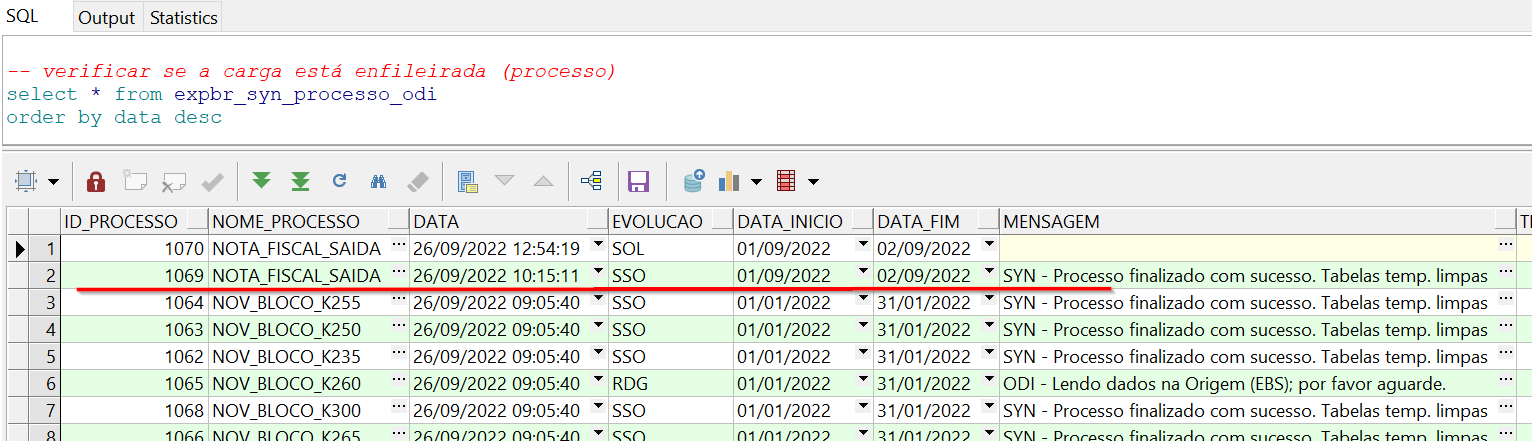 SQL Output Statistics
-- verificar se a carga está enfileirada (processo)
select * from expbr_syn_processo_odi
order by data desc
ID_PROCESSO NOME_PROCESSO DATA EVOLUCAO DATA_INICIO DATA_FIM MENSAGEM
1 1070 NOTA_FISCAL_SAIDA ... 26/09/2022 12:54:19 SOL 01/09/2022 02/09/2022 ...
2 1069 NOTA_FISCAL_SAIDA ... 26/09/2022 10:15:11 SSO 01/09/2022 02/09/2022 SYN - Processo finalizado com sucesso. Tabelas temp. limpas ...
3 1064 NOV_BLOCO_K255 ... 26/09/2022 09:05:40 SSO 01/01/2022 31/01/2022 SYN - Processo finalizado com sucesso. Tabelas temp. limpas ...
4 1063 NOV_BLOCO_K250 ... 26/09/2022 09:05:40 SSO 01/01/2022 31/01/2022 SYN - Processo finalizado com sucesso. Tabelas temp. limpas ...
5 1062 NOV_BLOCO_K235 ... 26/09/2022 09:05:40 SSO 01/01/2022 31/01/2022 SYN - Processo finalizado com sucesso. Tabelas temp. limpas ...
6 1065 NOV_BLOCO_K260 ... 26/09/2022 09:05:40 RDG 01/01/2022 31/01/2022 ODI - Lendo dados na Origem (EBS); por favor aguarde. ...
7 1068 NOV_BLOCO_K300 ... 26/09/2022 09:05:40 SSO 01/01/2022 31/01/2022 SYN - Processo finalizado com sucesso. Tabelas temp. limpas ...
8 1066 NOV_BLOCO_K265 ... 26/09/2022 09:05:40 SSO 01/01/2022 31/01/2022 SYN - Processo finalizado com sucesso. Tabelas temp. limpas ...